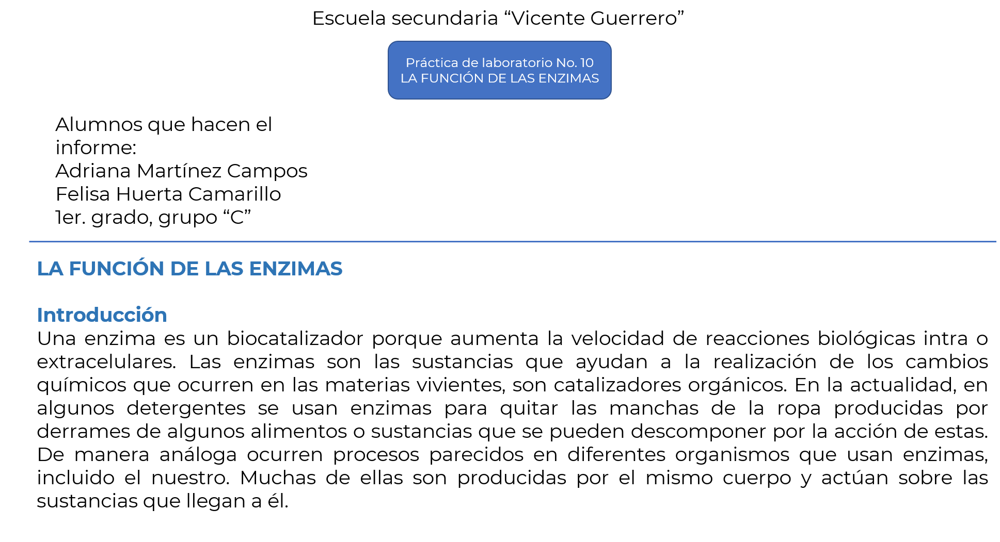 Escuela secundaria “Vicente Guerrero”
Práctica de laboratorio No. 10
LA FUNCIÓN DE LAS ENZIMAS
Alumnos que hacen el
informe:
Adriana Martínez Campos
Felisa Huerta Camarillo
1er. grado, grupo “C”
LA FUNCIÓN DE LAS ENZIMAS
Introducción
Una enzima es un biocatalizador porque aumenta la velocidad de reacciones biológicas intra o
extracelulares. Las enzimas son las sustancias que ayudan a la realización de los cambios
químicos que ocurren en las materias vivientes, son catalizadores orgánicos. En la actualidad, en
algunos detergentes se usan enzimas para quitar las manchas de la ropa producidas por
derrames de algunos alimentos o sustancias que se pueden descomponer por la acción de estas.
De manera análoga ocurren procesos parecidos en diferentes organismos que usan enzimas,
incluido el nuestro. Muchas de ellas son producidas por el mismo cuerpo y actúan sobre las
sustancias que llegan a él.